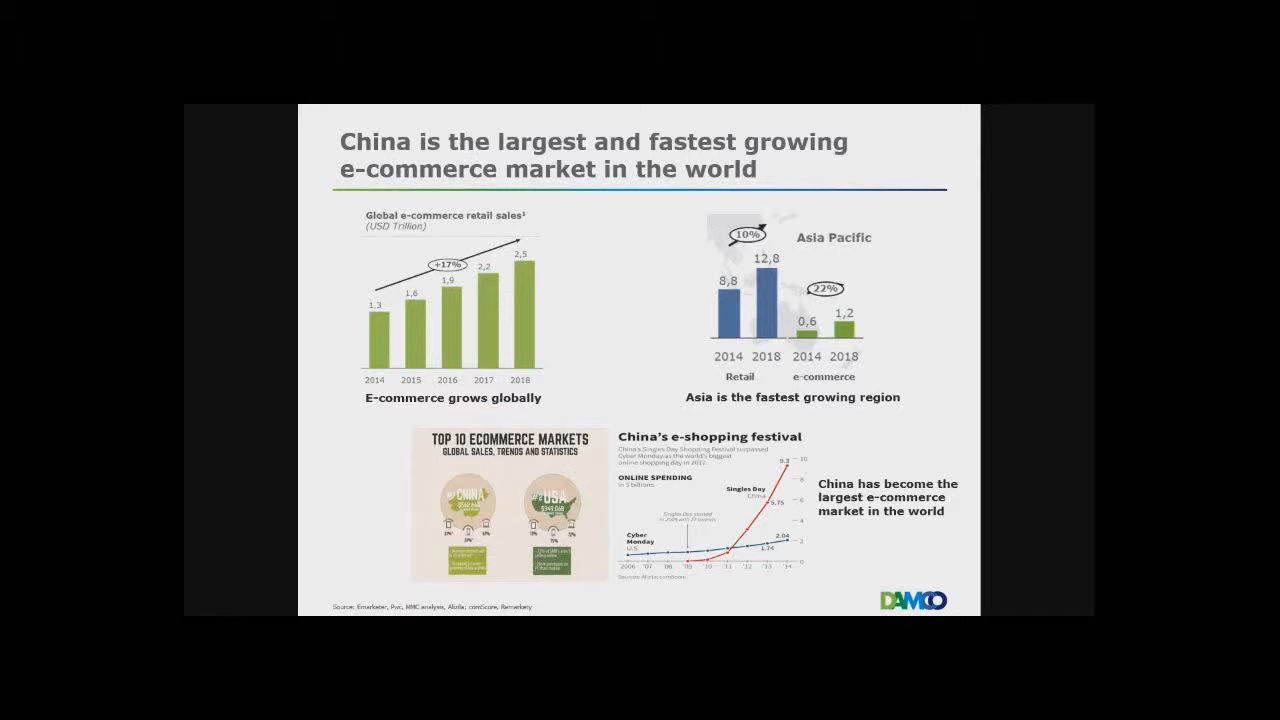 China is the largest and fastest growing
e-commerce market in the world
Global e-commerce retail sales¹
(USD Trillion)
+17%
1,3
1,6
1,9
2,2
2,5
2014
2015
2016
2017
2018
E-commerce grows globally
10%
Asia Pacific
8,8
12,8
22%
0,6
1,2
2014
2018
2014
2018
Retail
e-commerce
Asia is the fastest growing region
TOP 10 ECOMMERCE MARKETS
GLOBAL SALES, TRENDS AND STATISTICS
CHINA
USA
China's e-shopping festival
China's Singles Day Shopping Festival surpassed
Cyber Monday as the world's biggest
online shopping day in 2012.
ONLINE SPENDING
in $ billions
Singles Day
China
Singles Day started
in 2009 with 27 brands
Cyber
Monday
U.S.
9.3
5.75
2.04
1.74
10
8
6
4
2
0
2006 '07 '08 '09 '10 '11 '12 '13 '14
Sources: Alizila; comScore
China has become the
largest e-commerce
market in the world
Source: Emarketer, Pwc, MMC analysis, Alizila; comScore, Remarkety
DAMCO